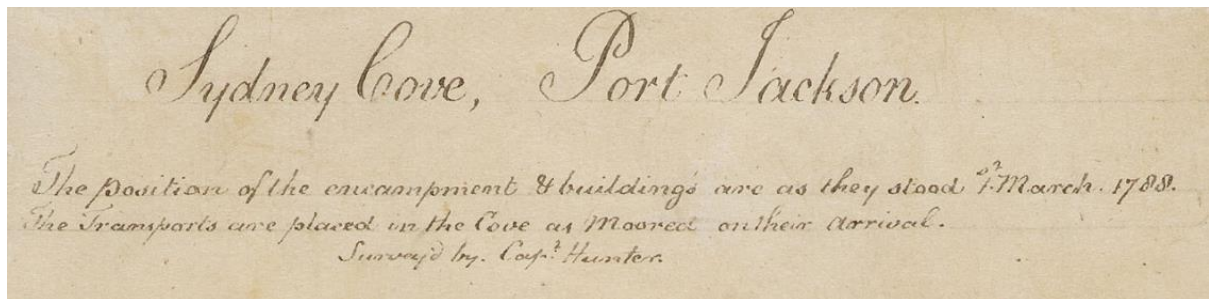 Sydney Cove, Port Jackson.
The position of the encampment & buildings are as they stood 1st March. 1788.
The Transports are placed in the Cove as Moored on their arrival.
Survey'd by. Capt. Hunter.